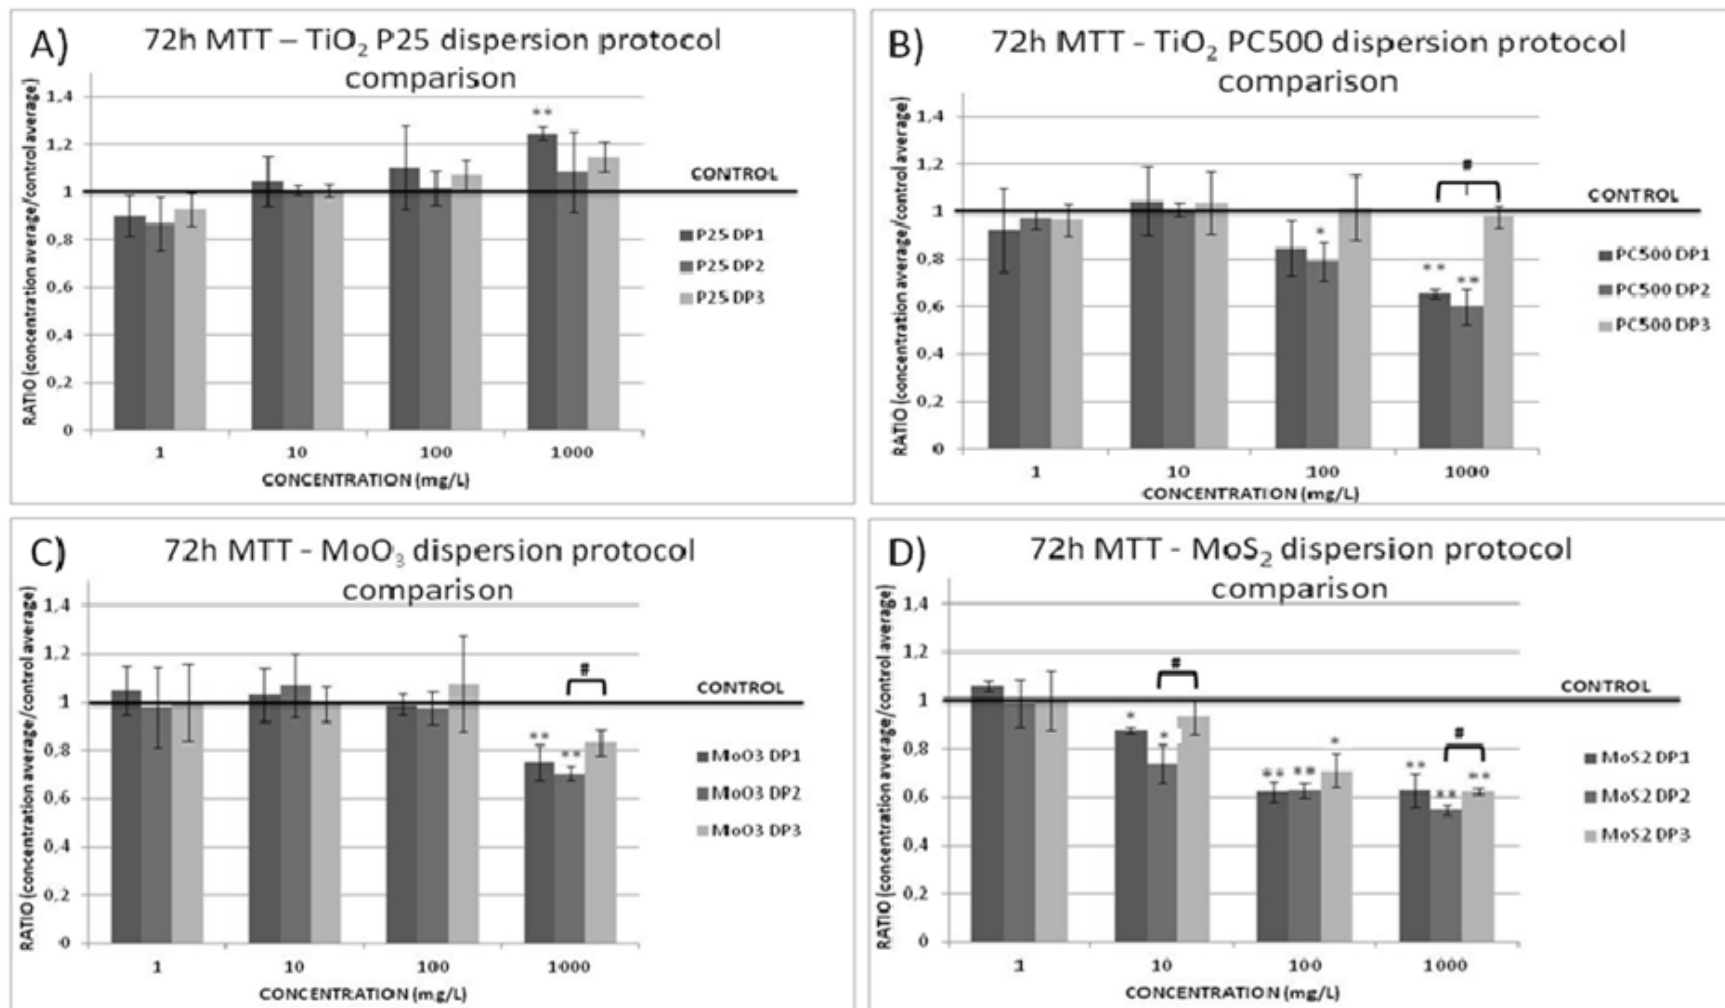 A)
72h MTT – TiO₂ P25 dispersion protocol
comparison
RATIO (concentration average/control average)
1,4
1,2
1
0,8
0,6
0,4
0,2
0
**
CONTROL
P25 DP1
P25 DP2
P25 DP3
1 10 100 1000
CONCENTRATION (mg/L)
B)
72h MTT - TiO₂ PC500 dispersion protocol
comparison
RATIO (concentration average/control average)
1,4
1,2
1
0,8
0,6
0,4
0,2
0
#
*
** **
CONTROL
PC500 DP1
PC500 DP2
PC500 DP3
1 10 100 1000
CONCENTRATION (mg/L)
C)
72h MTT - MoO₃ dispersion protocol
comparison
RATIO (concentration average/control average)
1,4
1,2
1
0,8
0,6
0,4
0,2
0
#
** **
CONTROL
MoO3 DP1
MoO3 DP2
MoO3 DP3
1 10 100 1000
CONCENTRATION (mg/L)
D)
72h MTT - MoS₂ dispersion protocol
comparison
RATIO (concentration average/control average)
1,4
1,2
1
0,8
0,6
0,4
0,2
0
#
* *
** ** *
#
** ** **
CONTROL
MoS2 DP1
MoS2 DP2
MoS2 DP3
1 10 100 1000
CONCENTRATION (mg/L)